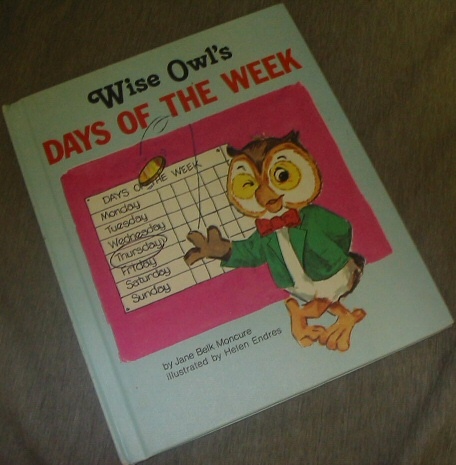 Wise Owl's
DAYS OF THE WEEK
DAYS OF THE WEEK
Monday
Tuesday
Wednesday
Thursday
Friday
Saturday
Sunday
by Jane Belk Moncure
illustrated by Helen Endres